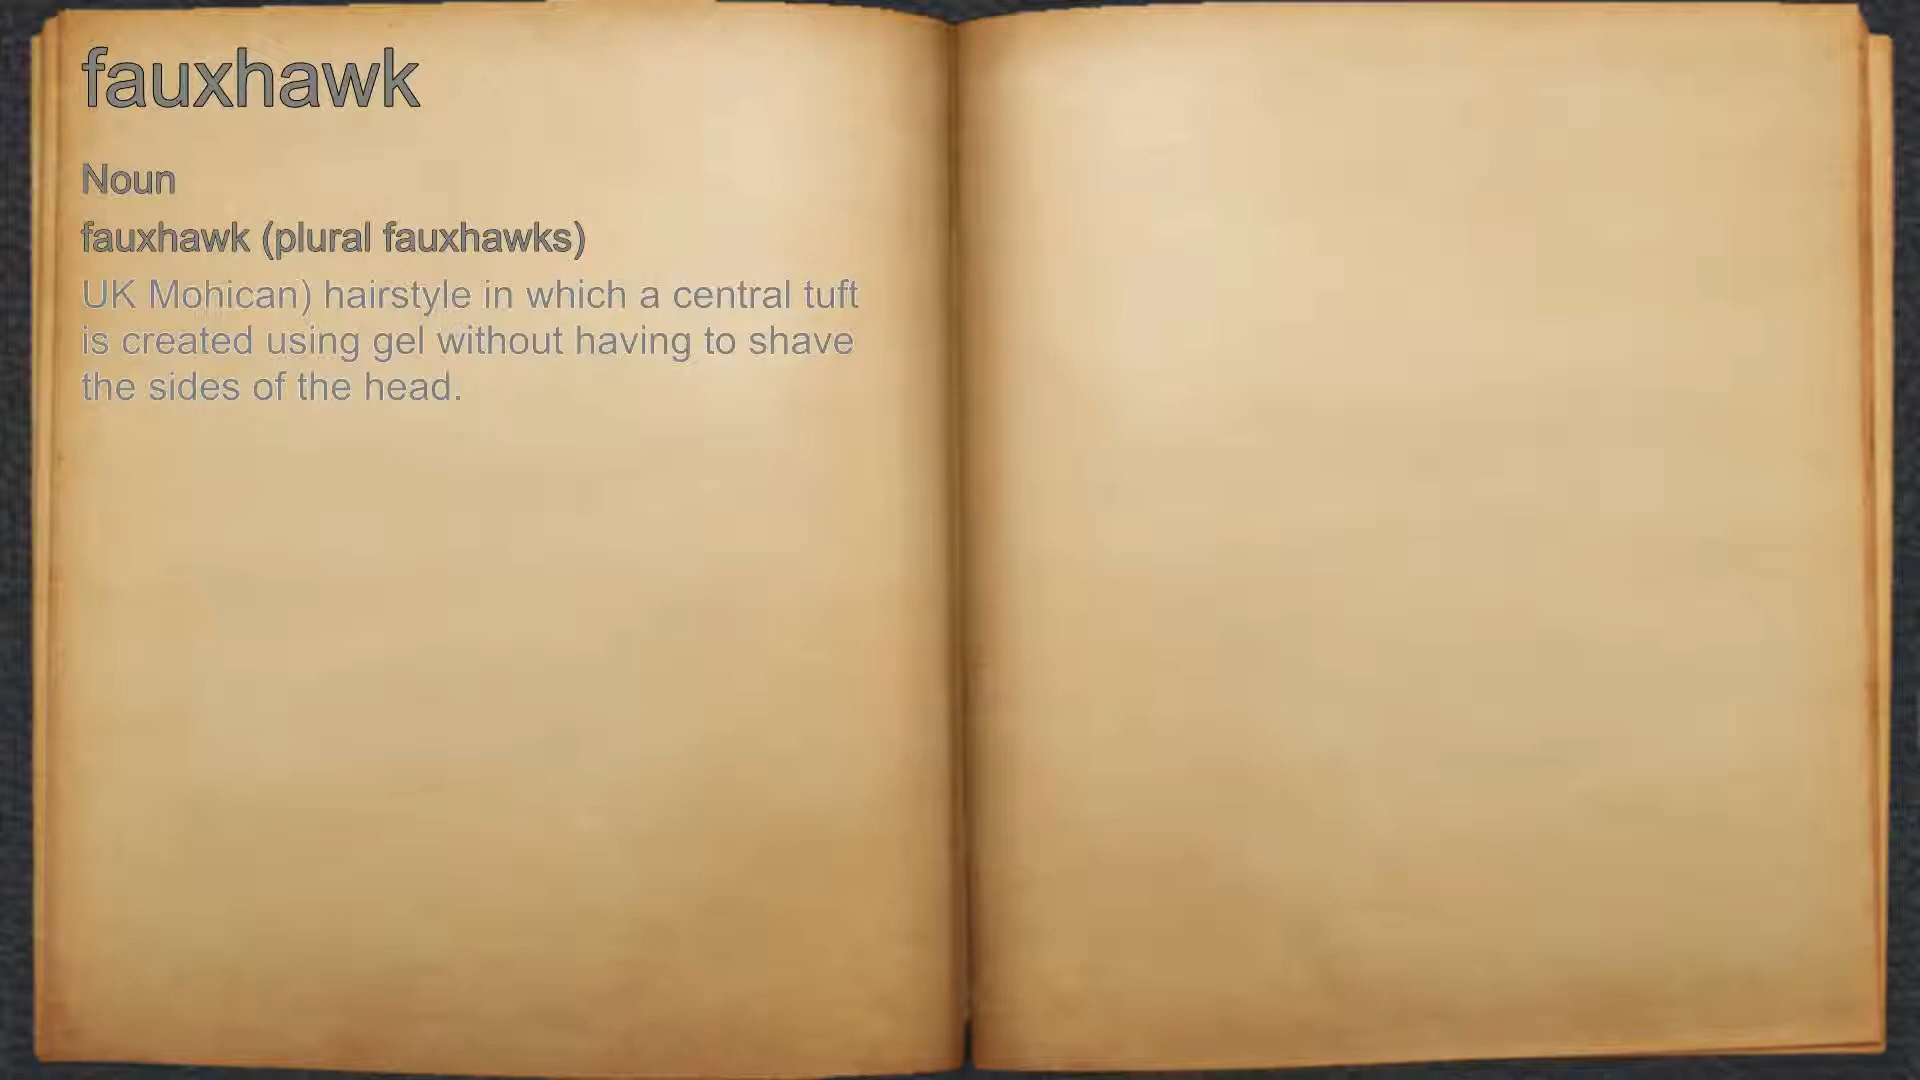 fauxhawk
Noun
fauxhawk (plural fauxhawks)
UK Mohican) hairstyle in which a central tuft
is created using gel without having to shave
the sides of the head.